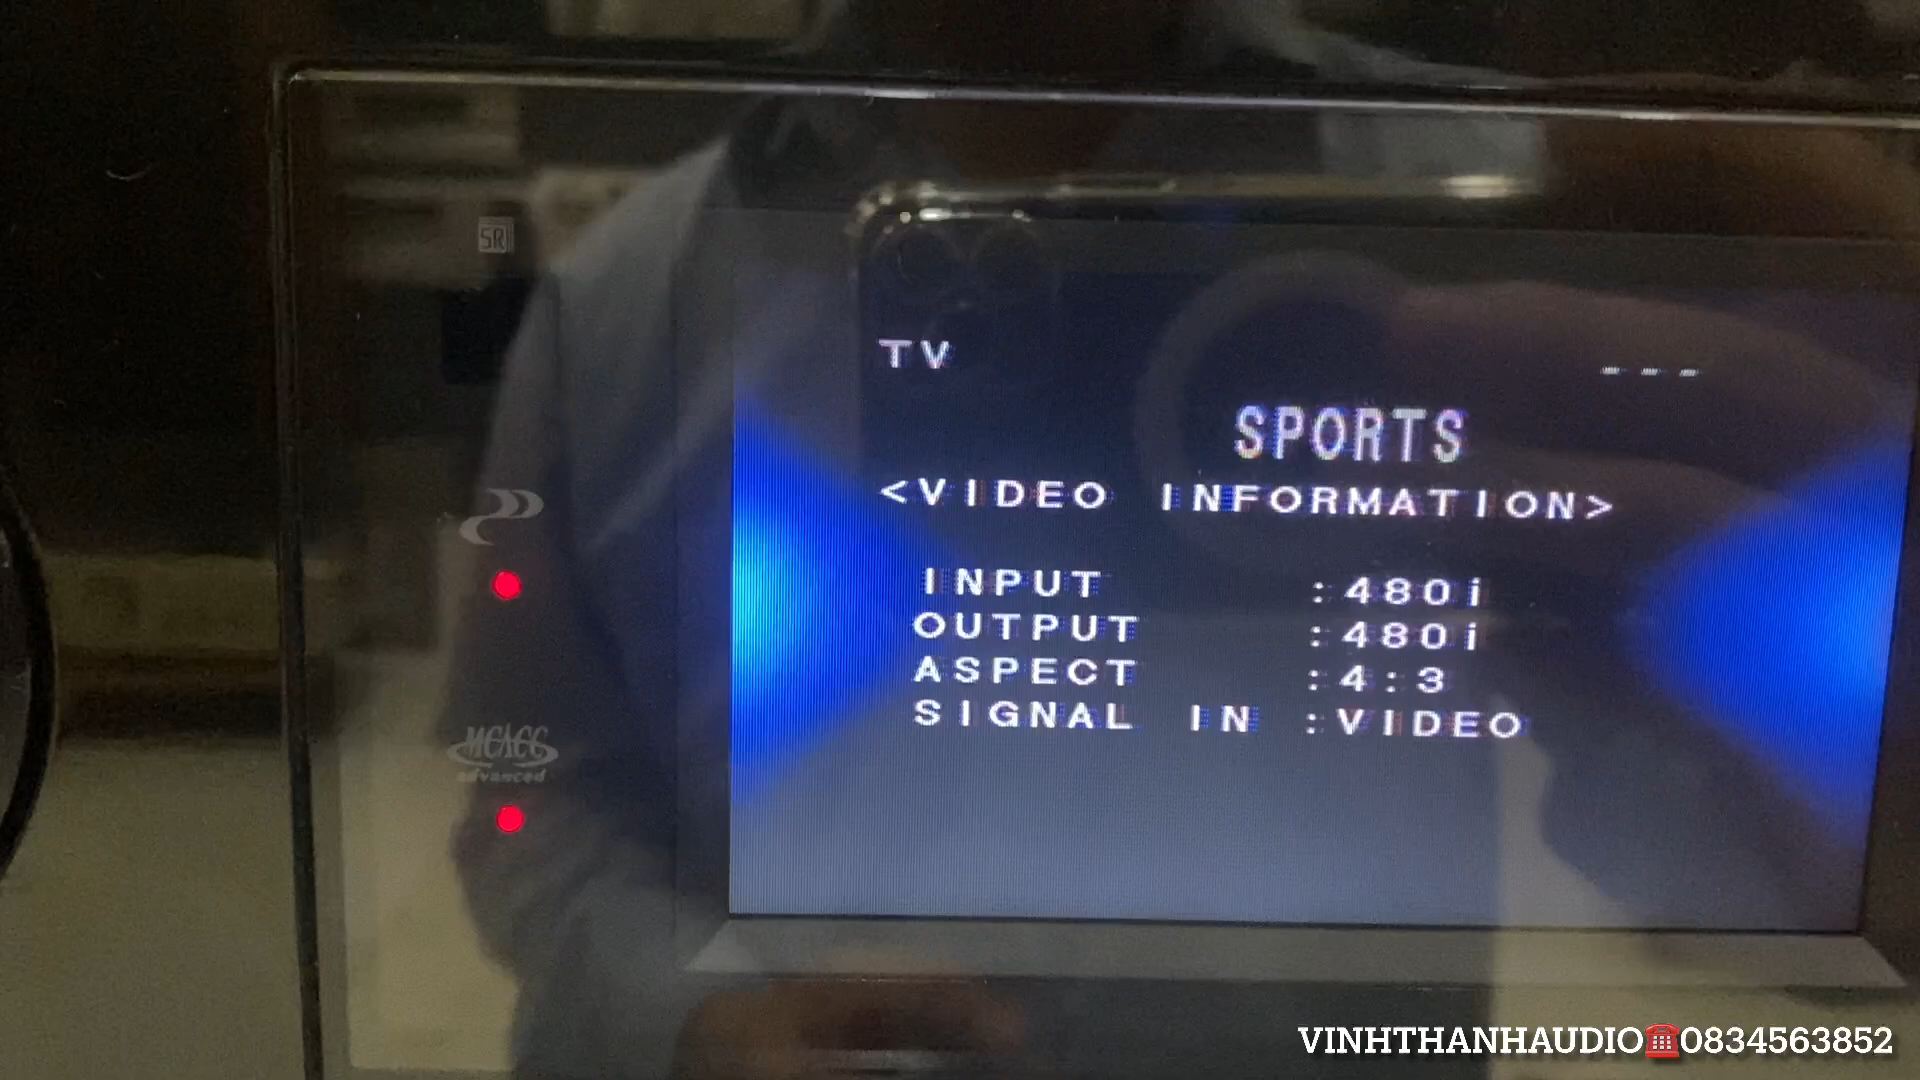 SR
TV
---
SPORTS
<VIDEO INFORMATION>
INPUT :480i
OUTPUT :480i
ASPECT :4:3
SIGNAL IN :VIDEO
MCACC
advanced
VINHTHANHAUDIO☎️0834563852